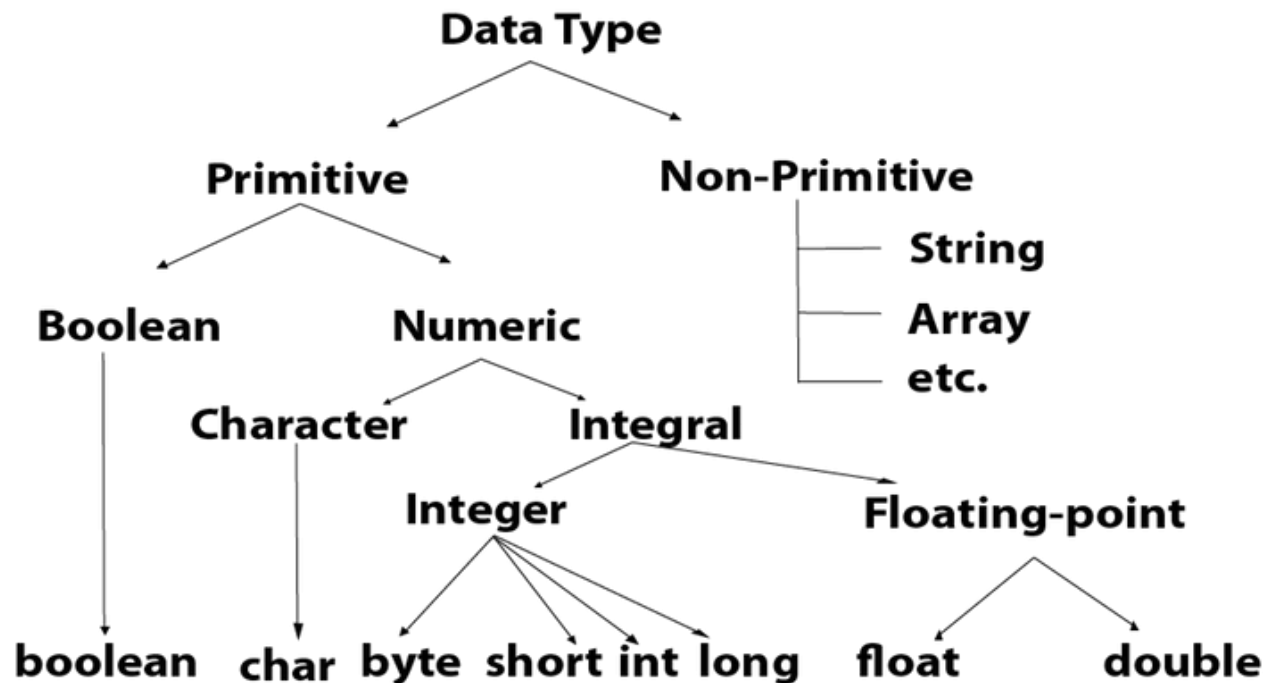 Data Type
Primitive
Non-Primitive
String
Array
etc.
Boolean
Numeric
Character
Integral
Integer
Floating-point
boolean
char
byte
short
int
long
float
double